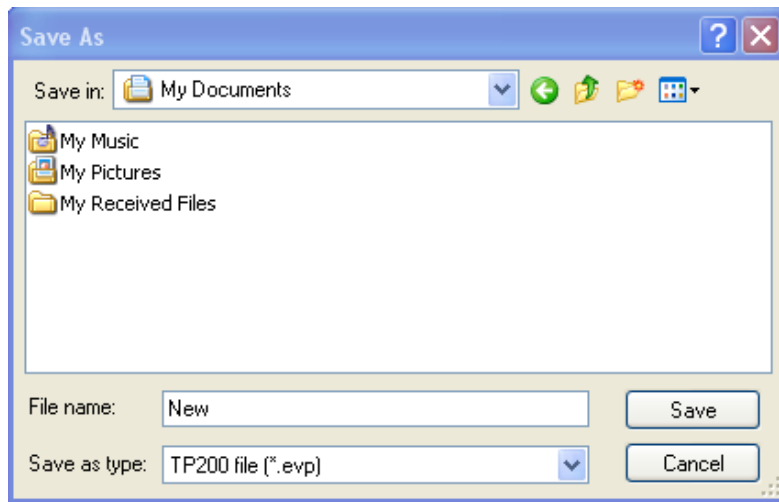 Save As
Save in: My Documents
My Music
My Pictures
My Received Files
File name: New Save
Save as type: TP200 file (*.evp) Cancel